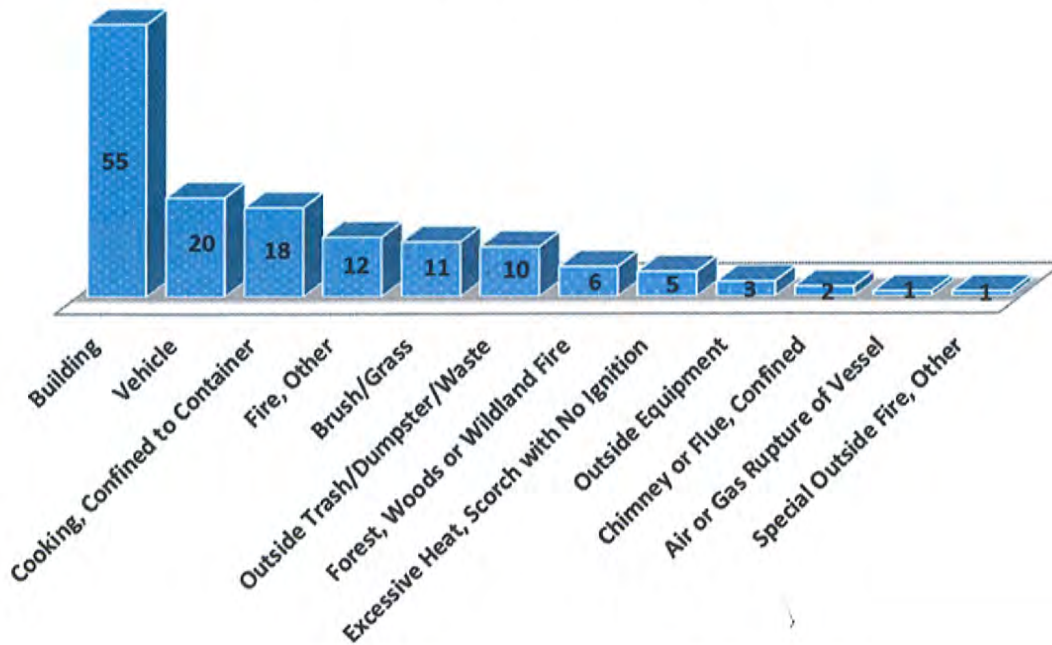 55
20
18
12
11
10
6
5
3
2
1
1
Building
Vehicle
Cooking, Confined to Container
Fire, Other
Brush/Grass
Outside Trash/Dumpster/Waste
Forest, Woods or Wildland Fire
Excessive Heat, Scorch with No Ignition
Outside Equipment
Chimney or Flue, Confined
Air or Gas Rupture of Vessel
Special Outside Fire, Other